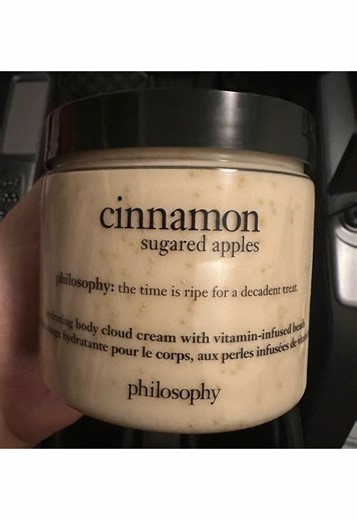 cinnamon
sugared apples
philosophy: the time is ripe for a decadent treat.
body cloud cream with vitamin-infused beads
hydratante pour le corps, aux perles infusées de
philosophy